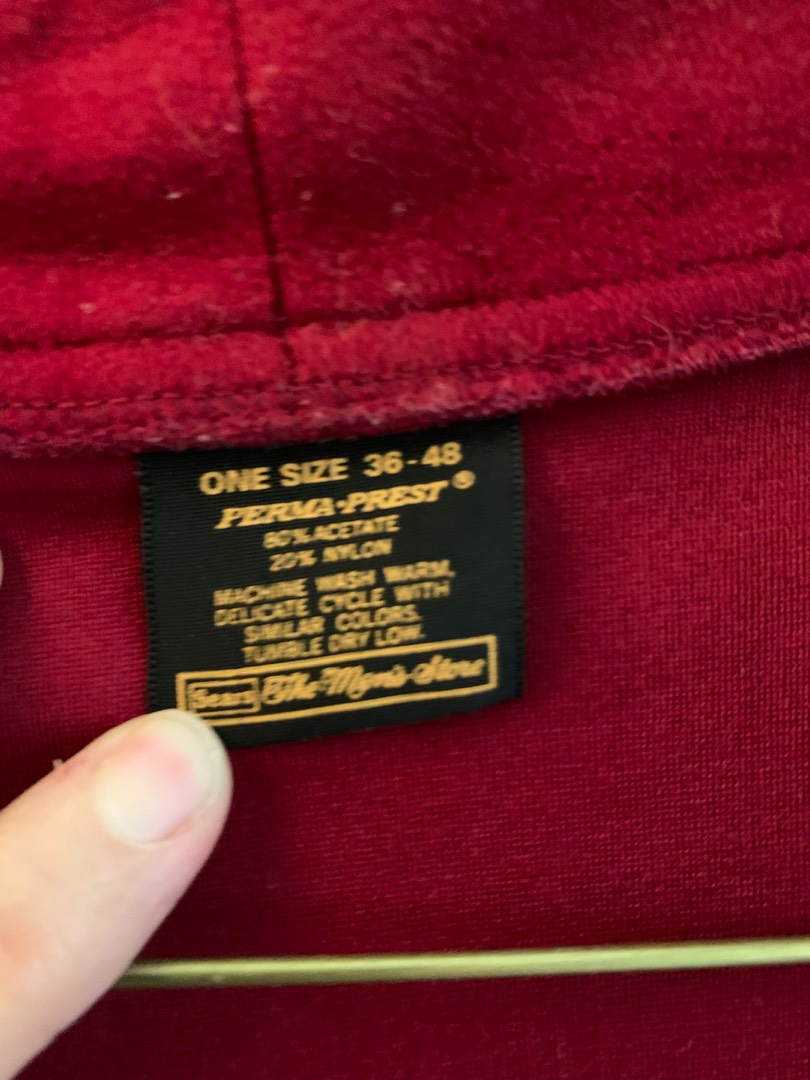 ONE SIZE 36-48
PERMA·PREST ®
80% ACETATE
20% NYLON
MACHINE WASH WARM,
DELICATE CYCLE WITH
SIMILAR COLORS.
TUMBLE DRY LOW.
Sears The Men's Store